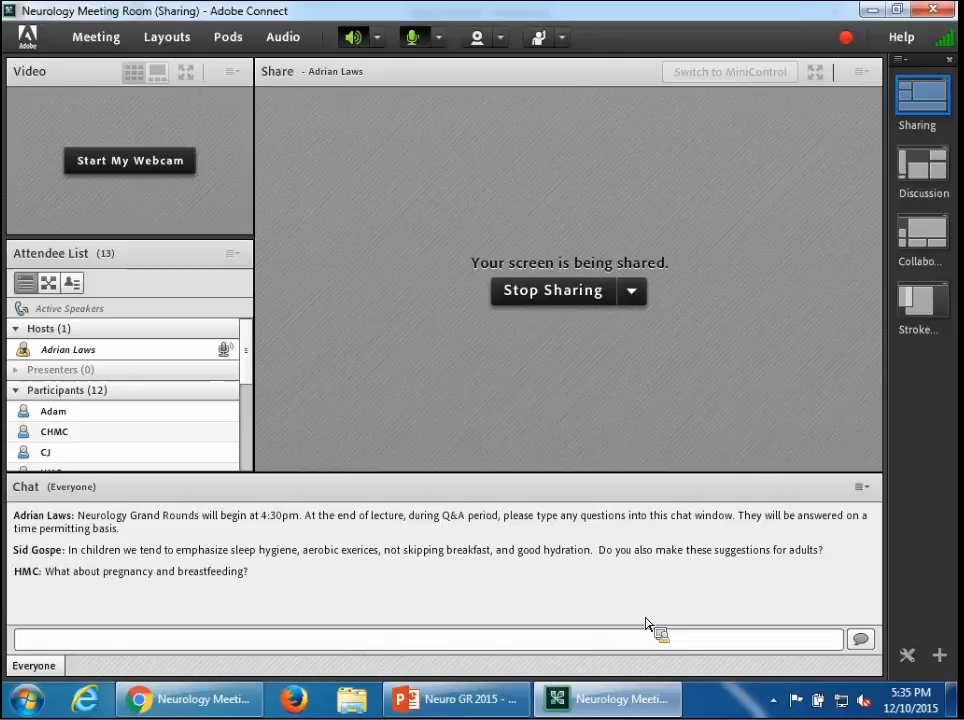 Neurology Meeting Room (Sharing) - Adobe Connect
Adobe
Meeting
Layouts
Pods
Audio
Help
Video
Share - Adrian Laws
Switch to MiniControl
Start My Webcam
Your screen is being shared.
Stop Sharing
Sharing
Discussion
Collabo...
Stroke...
Attendee List (13)
Active Speakers
Hosts (1)
Adrian Laws
Presenters (0)
Participants (12)
Adam
CHMC
CJ
Chat (Everyone)
Adrian Laws: Neurology Grand Rounds will begin at 4:30pm. At the end of lecture, during Q&A period, please type any questions into this chat window. They will be answered on a
time permitting basis.
Sid Gospe: In children we tend to emphasize sleep hygiene, aerobic exerices, not skipping breakfast, and good hydration. Do you also make these suggestions for adults?
HMC: What about pregnancy and breastfeeding?
Everyone
Neurology Meeti...
Neuro GR 2015 - ...
Neurology Meeti...
5:35 PM
12/10/2015